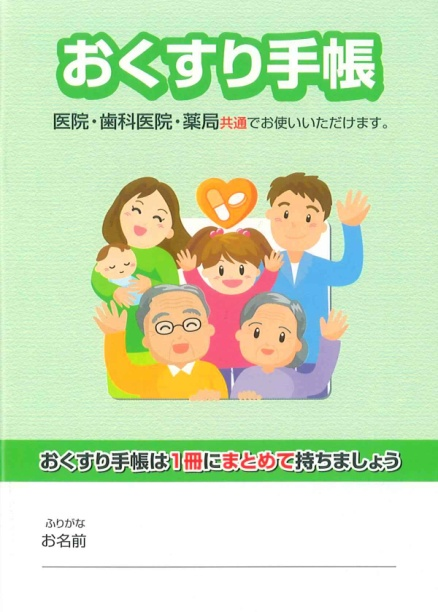 おくすり手帳
医院・歯科医院・薬局共通でお使いいただけます。
おくすり手帳は1冊にまとめて持ちましょう
ふりがな
お名前